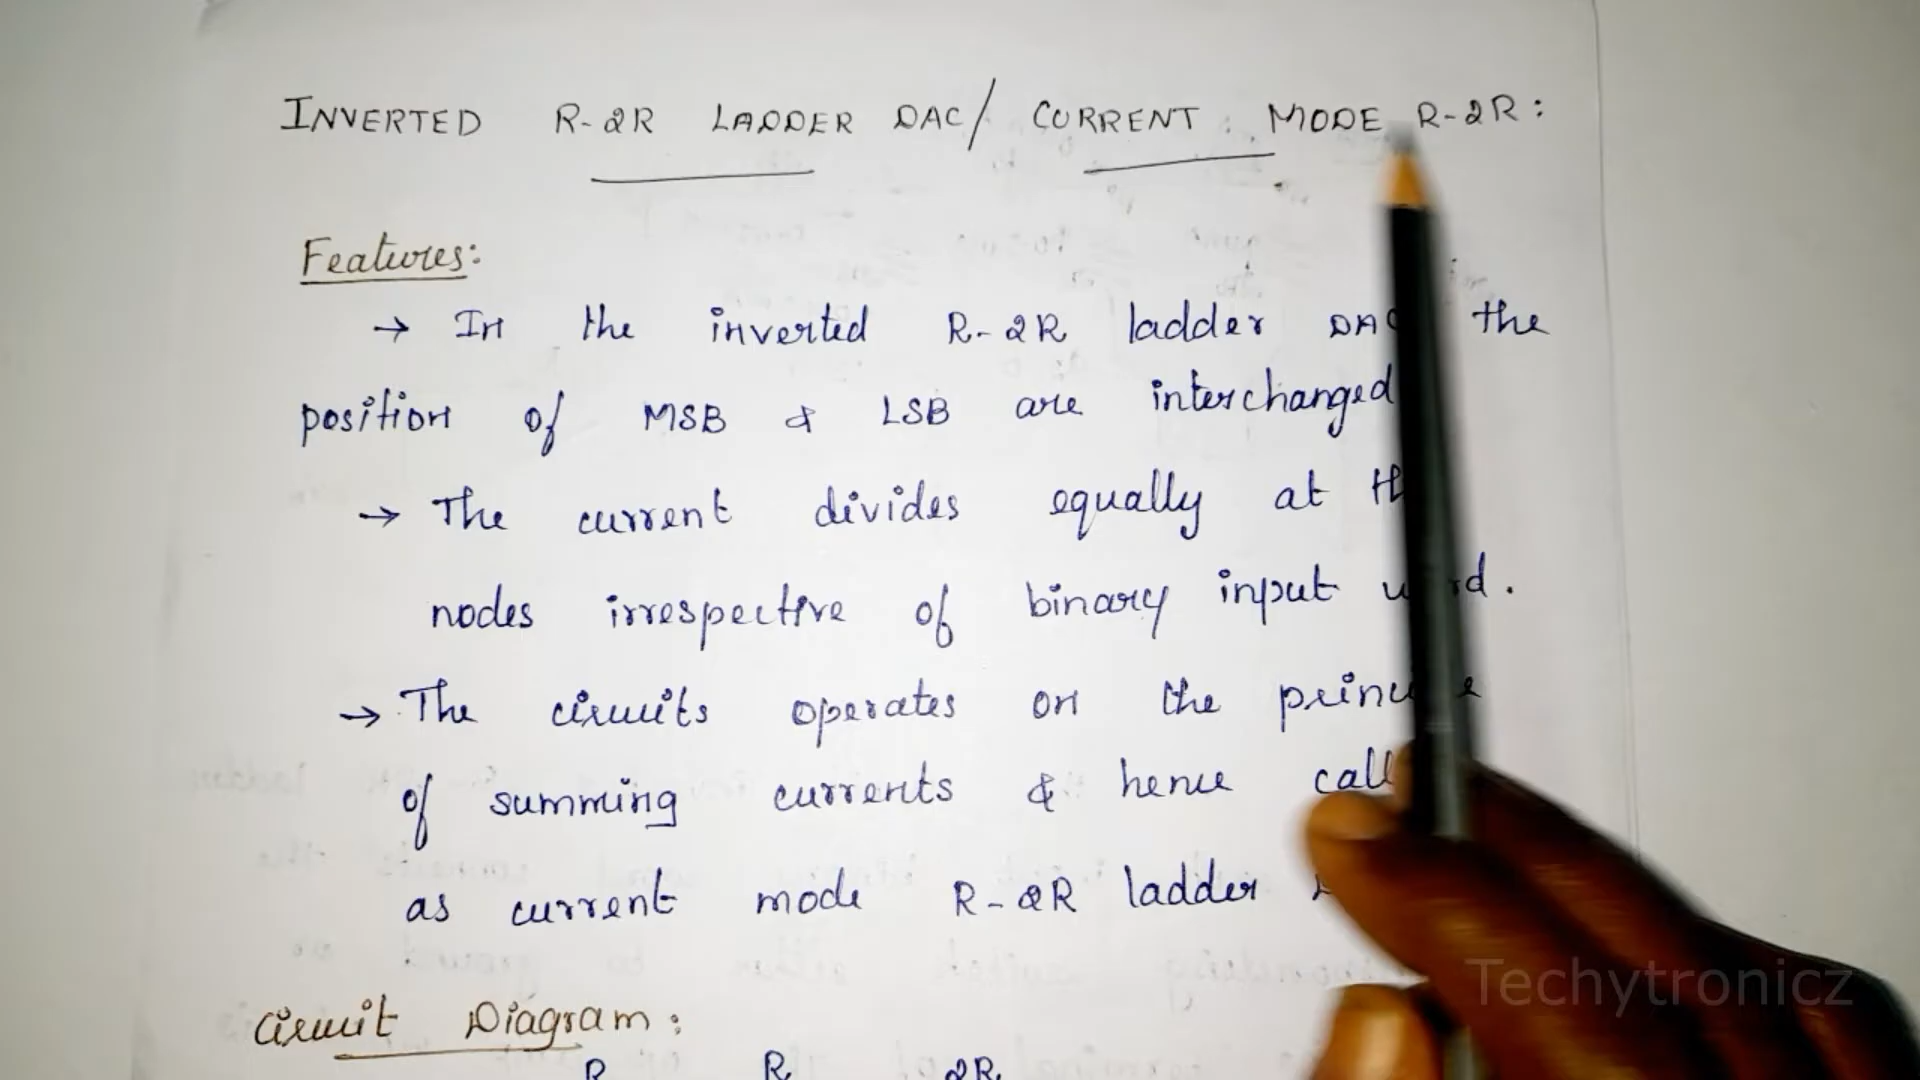 INVERTED R-2R LADDER DAC/ CURRENT MODE R-2R:
Features:
→ In the inverted R-2R ladder DAC the
position of MSB & LSB are interchanged
→ The current divides equally at
nodes irrespective of binary input
→ The circuits operates on the
of summing currents & hence
as current mode R-2R ladder
Circuit Diagram:
R R 2R
Techytronicz